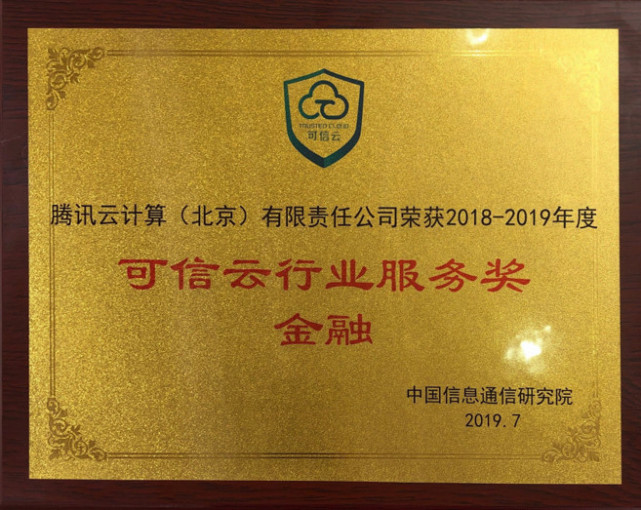 TRUSTED CLOUD
可信云
腾讯云计算（北京）有限责任公司荣获2018-2019年度
可信云行业服务奖
金融
中国信息通信研究院
2019.7